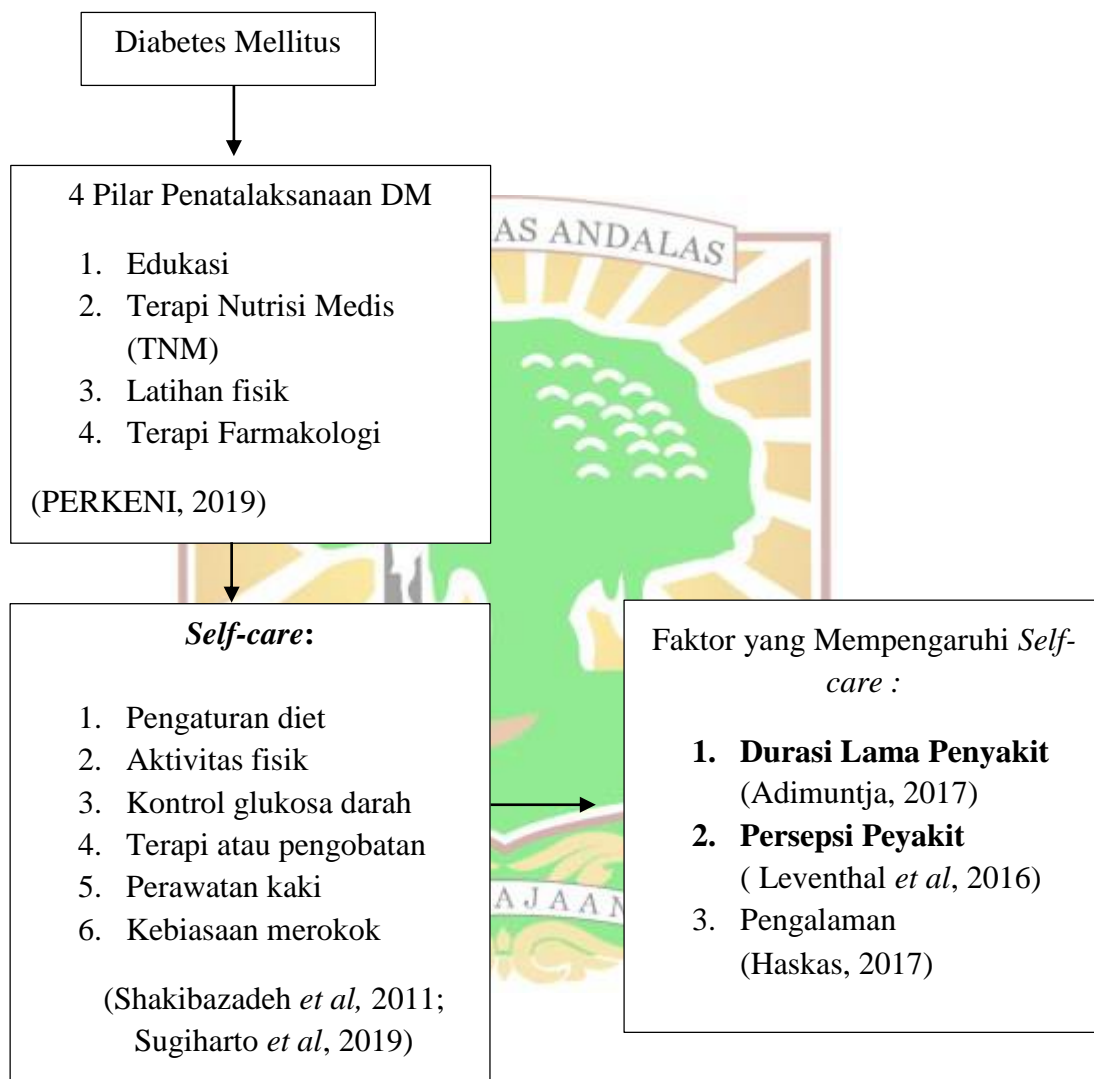 Diabetes Mellitus
4 Pilar Penatalaksanaan DM
1. Edukasi
2. Terapi Nutrisi Medis
(TNM)
3. Latihan fisik
4. Terapi Farmakologi
(PERKENI, 2019)
AS ANDALAS
Self-care:
1. Pengaturan diet
2. Aktivitas fisik
3. Kontrol glukosa darah
4. Terapi atau pengobatan
5. Perawatan kaki
6. Kebiasaan merokok
(Shakibazadeh et al, 2011;
Sugiharto et al, 2019)
Faktor yang Mempengaruhi Self-
care :
1. Durasi Lama Penyakit
(Adimuntja, 2017)
2. Persepsi Peyakit
( Leventhal et al, 2016)
3. Pengalaman
(Haskas, 2017)
AJAAN